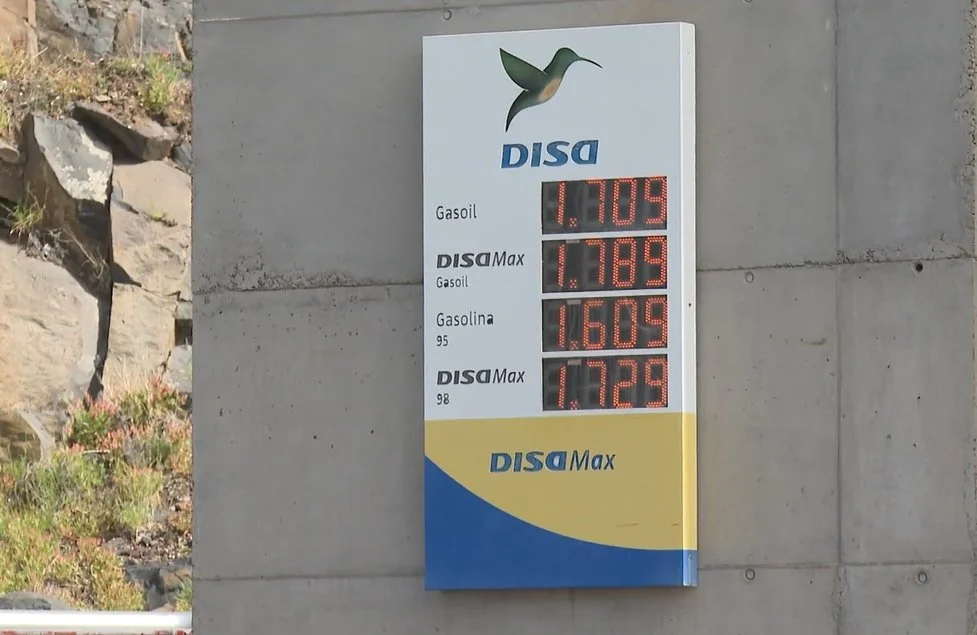 DISA
Gasoil 1.709
DISAMax 1.789
Gasoil
Gasolina 1.609
95
DISAMax 1.729
98
DISAMax